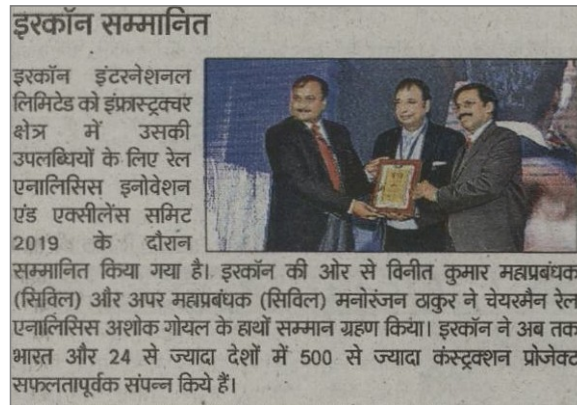 इरकॉन सम्मानित
इरकॉन इंटरनेशनल
लिमिटेड को इंफ्रास्ट्रक्चर
क्षेत्र में उसकी
उपलब्धियों के लिए रेल
एनालिसिस इनोवेशन
एंड एक्सीलेंस समिट
2019 के दौरान
सम्मानित किया गया है। इरकॉन की ओर से विनीत कुमार महाप्रबंधक
(सिविल) और अपर महाप्रबंधक (सिविल) मनोरंजन ठाकुर ने चेयरमैन रेल
एनालिसिस अशोक गोयल के हाथों सम्मान ग्रहण किया। इरकॉन ने अब तक
भारत और 24 से ज्यादा देशों में 500 से ज्यादा कंस्ट्रक्शन प्रोजेक्ट
सफलतापूर्वक संपन्न किये हैं।